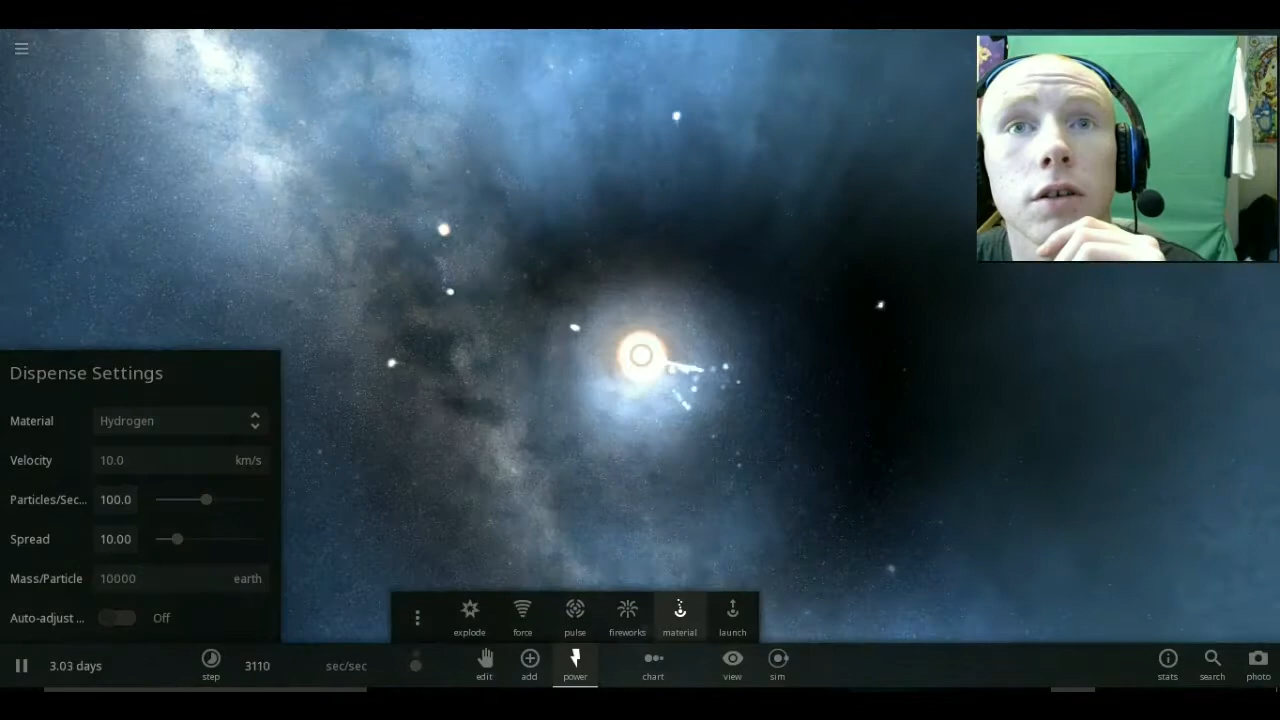 Dispense Settings
Material Hydrogen
Velocity 10.0 km/s
Particles/Sec... 100.0
Spread 10.00
Mass/Particle 10000 earth
Auto-adjust ... Off
explode force pulse fireworks material launch
3.03 days step 3110 sec/sec edit add power chart view sim stats search photo